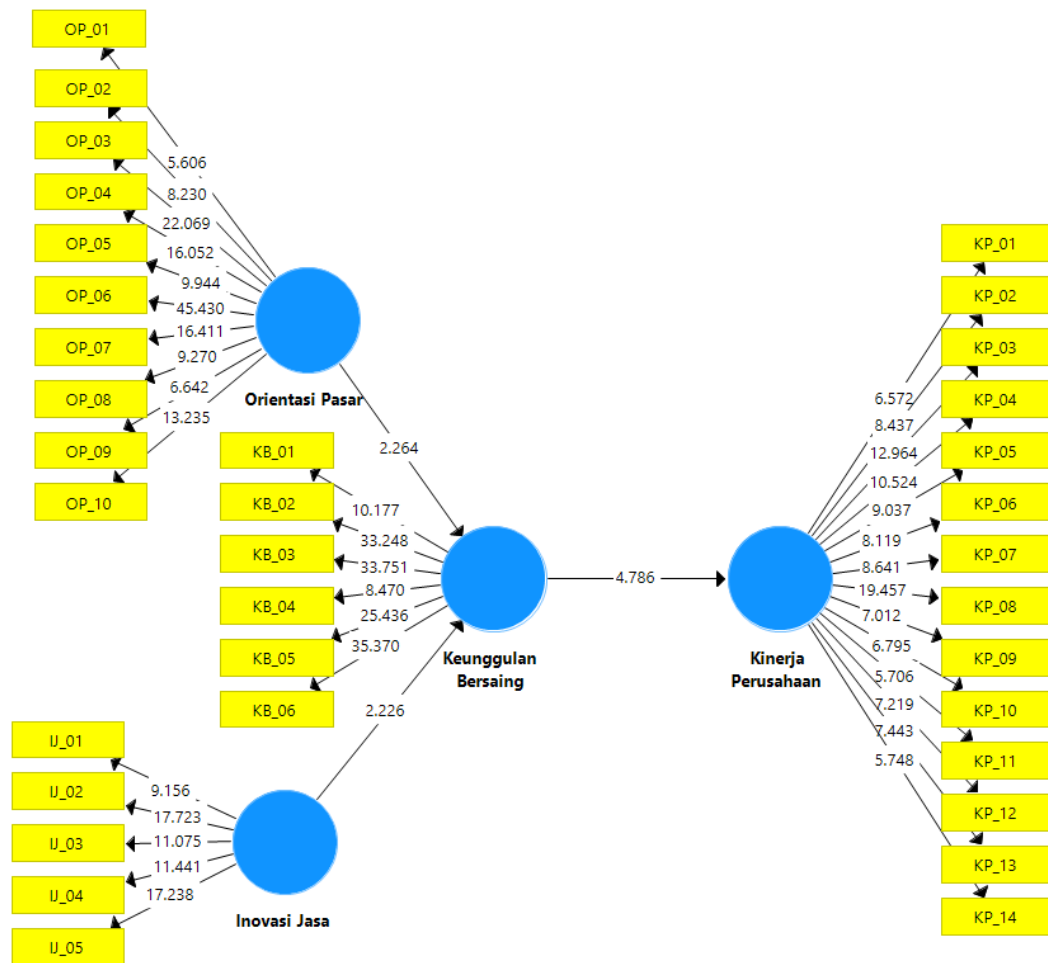 OP_01
OP_02
OP_03
OP_04
OP_05
OP_06
OP_07
OP_08
OP_09
OP_10
5.606
8.230
22.069
16.052
9.944
45.430
16.411
9.270
6.642
13.235
Orientasi Pasar
2.264
KB_01
KB_02
KB_03
KB_04
KB_05
KB_06
10.177
33.248
33.751
8.470
25.436
35.370
Keunggulan
Bersaing
4.786
2.226
IJ_01
IJ_02
IJ_03
IJ_04
IJ_05
9.156
17.723
11.075
11.441
17.238
Inovasi Jasa
Kinerja
Perusahaan
6.572
8.437
12.964
10.524
9.037
8.119
8.641
19.457
7.012
6.795
5.706
7.219
7.443
5.748
KP_01
KP_02
KP_03
KP_04
KP_05
KP_06
KP_07
KP_08
KP_09
KP_10
KP_11
KP_12
KP_13
KP_14